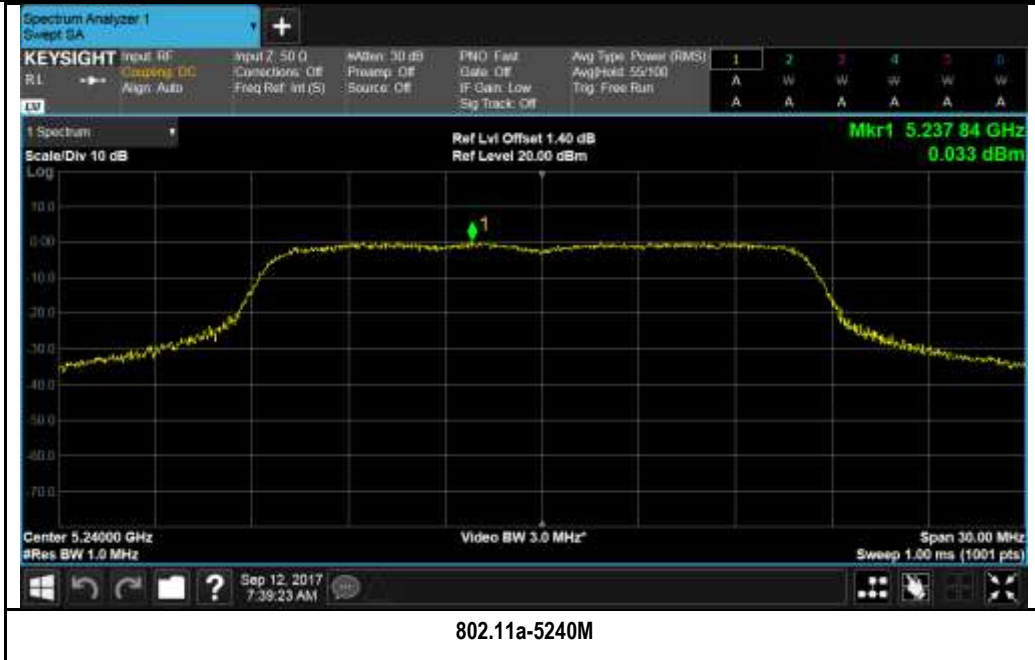 Spectrum Analyzer 1
Swept SA
+
KEYSIGHT Input: RF Input Z: 50 Ω #Atten: 30 dB PNO: Fast Avg Type: Power (RMS) 1 2 3 4 5 6
RL Coupling: DC Corrections: Off Preamp: Off Gate: Off Avg|Hold: 55/100 A W W W W W
Align: Auto Freq Ref: Int (S) Source: Off IF Gain: Low Trig: Free Run
LXI Sig Track: Off A A A A A A
1 Spectrum Ref Lvl Offset 1.40 dB Mkr1 5.237 84 GHz
Scale/Div 10 dB Ref Level 20.00 dBm 0.033 dBm
Log
10.0
0.00
1
-10.0
-20.0
-30.0
-40.0
-50.0
-60.0
-70.0
Center 5.24000 GHz Video BW 3.0 MHz* Span 30.00 MHz
#Res BW 1.0 MHz Sweep 1.00 ms (1001 pts)
? Sep 12, 2017
7:39:23 AM
802.11a-5240M